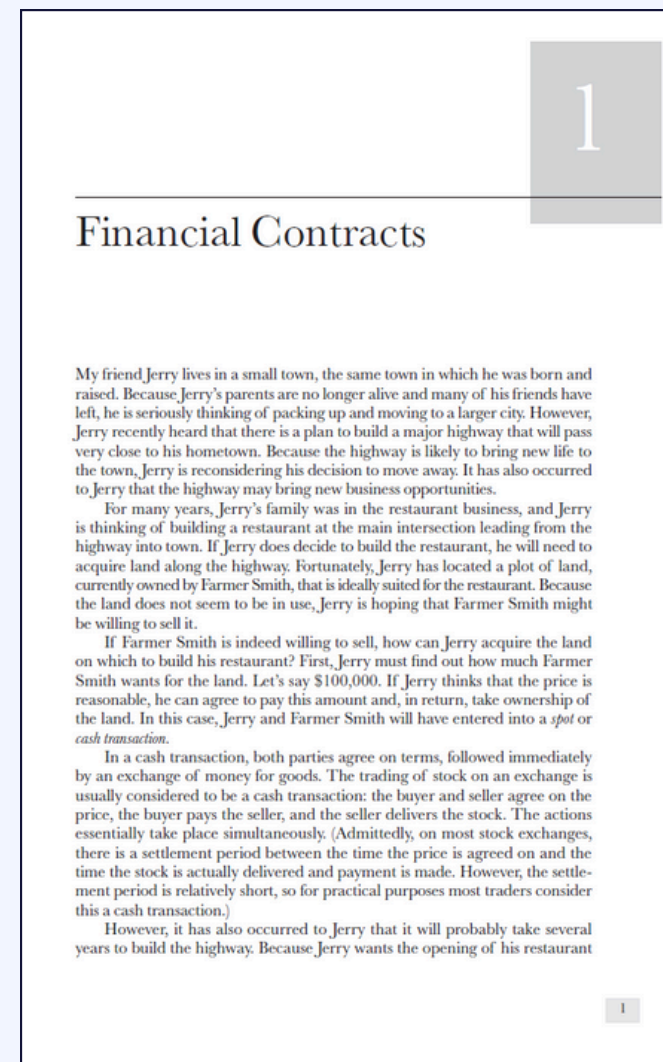 1
Financial Contracts
My friend Jerry lives in a small town, the same town in which he was born and
raised. Because Jerry's parents are no longer alive and many of his friends have
left, he is seriously thinking of packing up and moving to a larger city. However,
Jerry recently heard that there is a plan to build a major highway that will pass
very close to his hometown. Because the highway is likely to bring new life to
the town, Jerry is reconsidering his decision to move away. It has also occurred
to Jerry that the highway may bring new business opportunities.
For many years, Jerry's family was in the restaurant business, and Jerry
is thinking of building a restaurant at the main intersection leading from the
highway into town. If Jerry does decide to build the restaurant, he will need to
acquire land along the highway. Fortunately, Jerry has located a plot of land,
currently owned by Farmer Smith, that is ideally suited for the restaurant. Because
the land does not seem to be in use, Jerry is hoping that Farmer Smith might
be willing to sell it.
If Farmer Smith is indeed willing to sell, how can Jerry acquire the land
on which to build his restaurant? First, Jerry must find out how much Farmer
Smith wants for the land. Let's say $100,000. If Jerry thinks that the price is
reasonable, he can agree to pay this amount and, in return, take ownership of
the land. In this case, Jerry and Farmer Smith will have entered into a spot or
cash transaction.
In a cash transaction, both parties agree on terms, followed immediately
by an exchange of money for goods. The trading of stock on an exchange is
usually considered to be a cash transaction: the buyer and seller agree on the
price, the buyer pays the seller, and the seller delivers the stock. The actions
essentially take place simultaneously. (Admittedly, on most stock exchanges,
there is a settlement period between the time the price is agreed on and the
time the stock is actually delivered and payment is made. However, the settle-
ment period is relatively short, so for practical purposes most traders consider
this a cash transaction.)
However, it has also occurred to Jerry that it will probably take several
years to build the highway. Because Jerry wants the opening of his restaurant
1